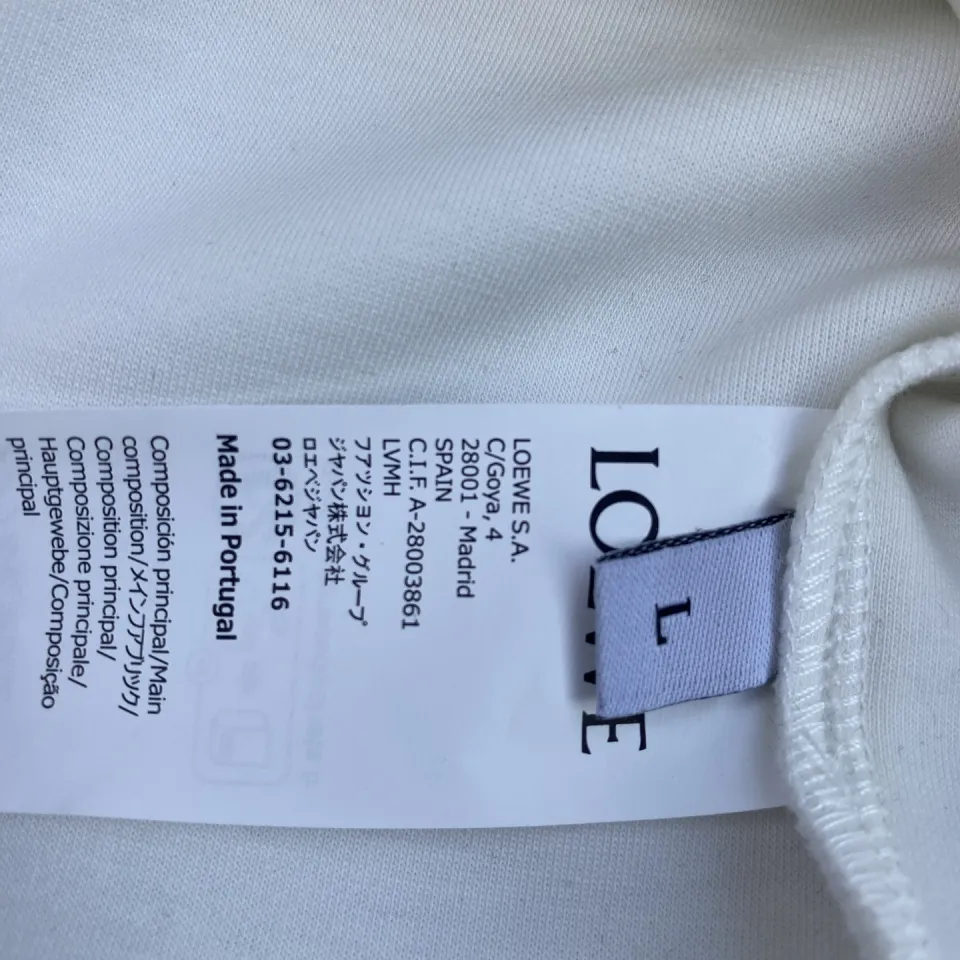 LOEWE
L
LOEWE S.A.
C/Goya, 4
28001 - Madrid
SPAIN
C.I.F. A-28003861
LVMH
ファッション・グループ
ジャパン株式会社
ロエベジャパン
03-6215-6116
Made in Portugal
Composición principal/Main
composition/メインファブリック/
Composition principal/
Composizione principale/
Hauptgewebe/Composição
principal